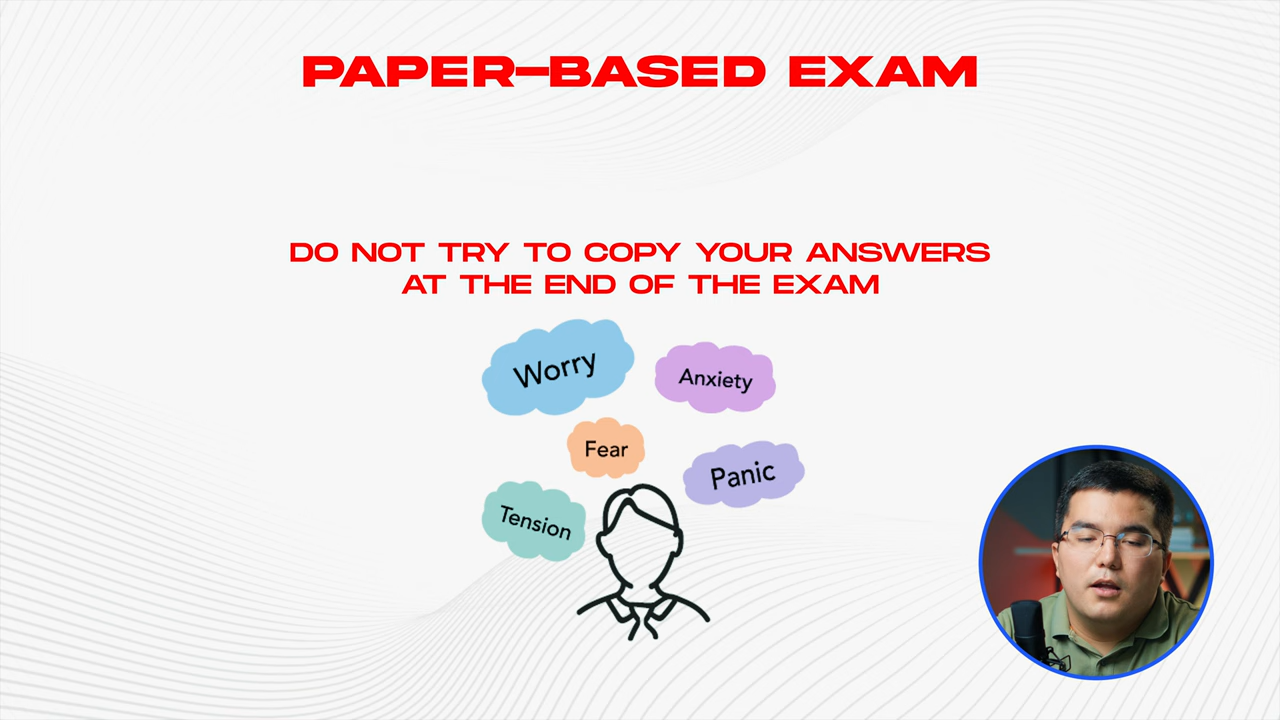 PAPER–BASED EXAM
DO NOT TRY TO COPY YOUR ANSWERS
AT THE END OF THE EXAM
Worry
Anxiety
Fear
Panic
Tension